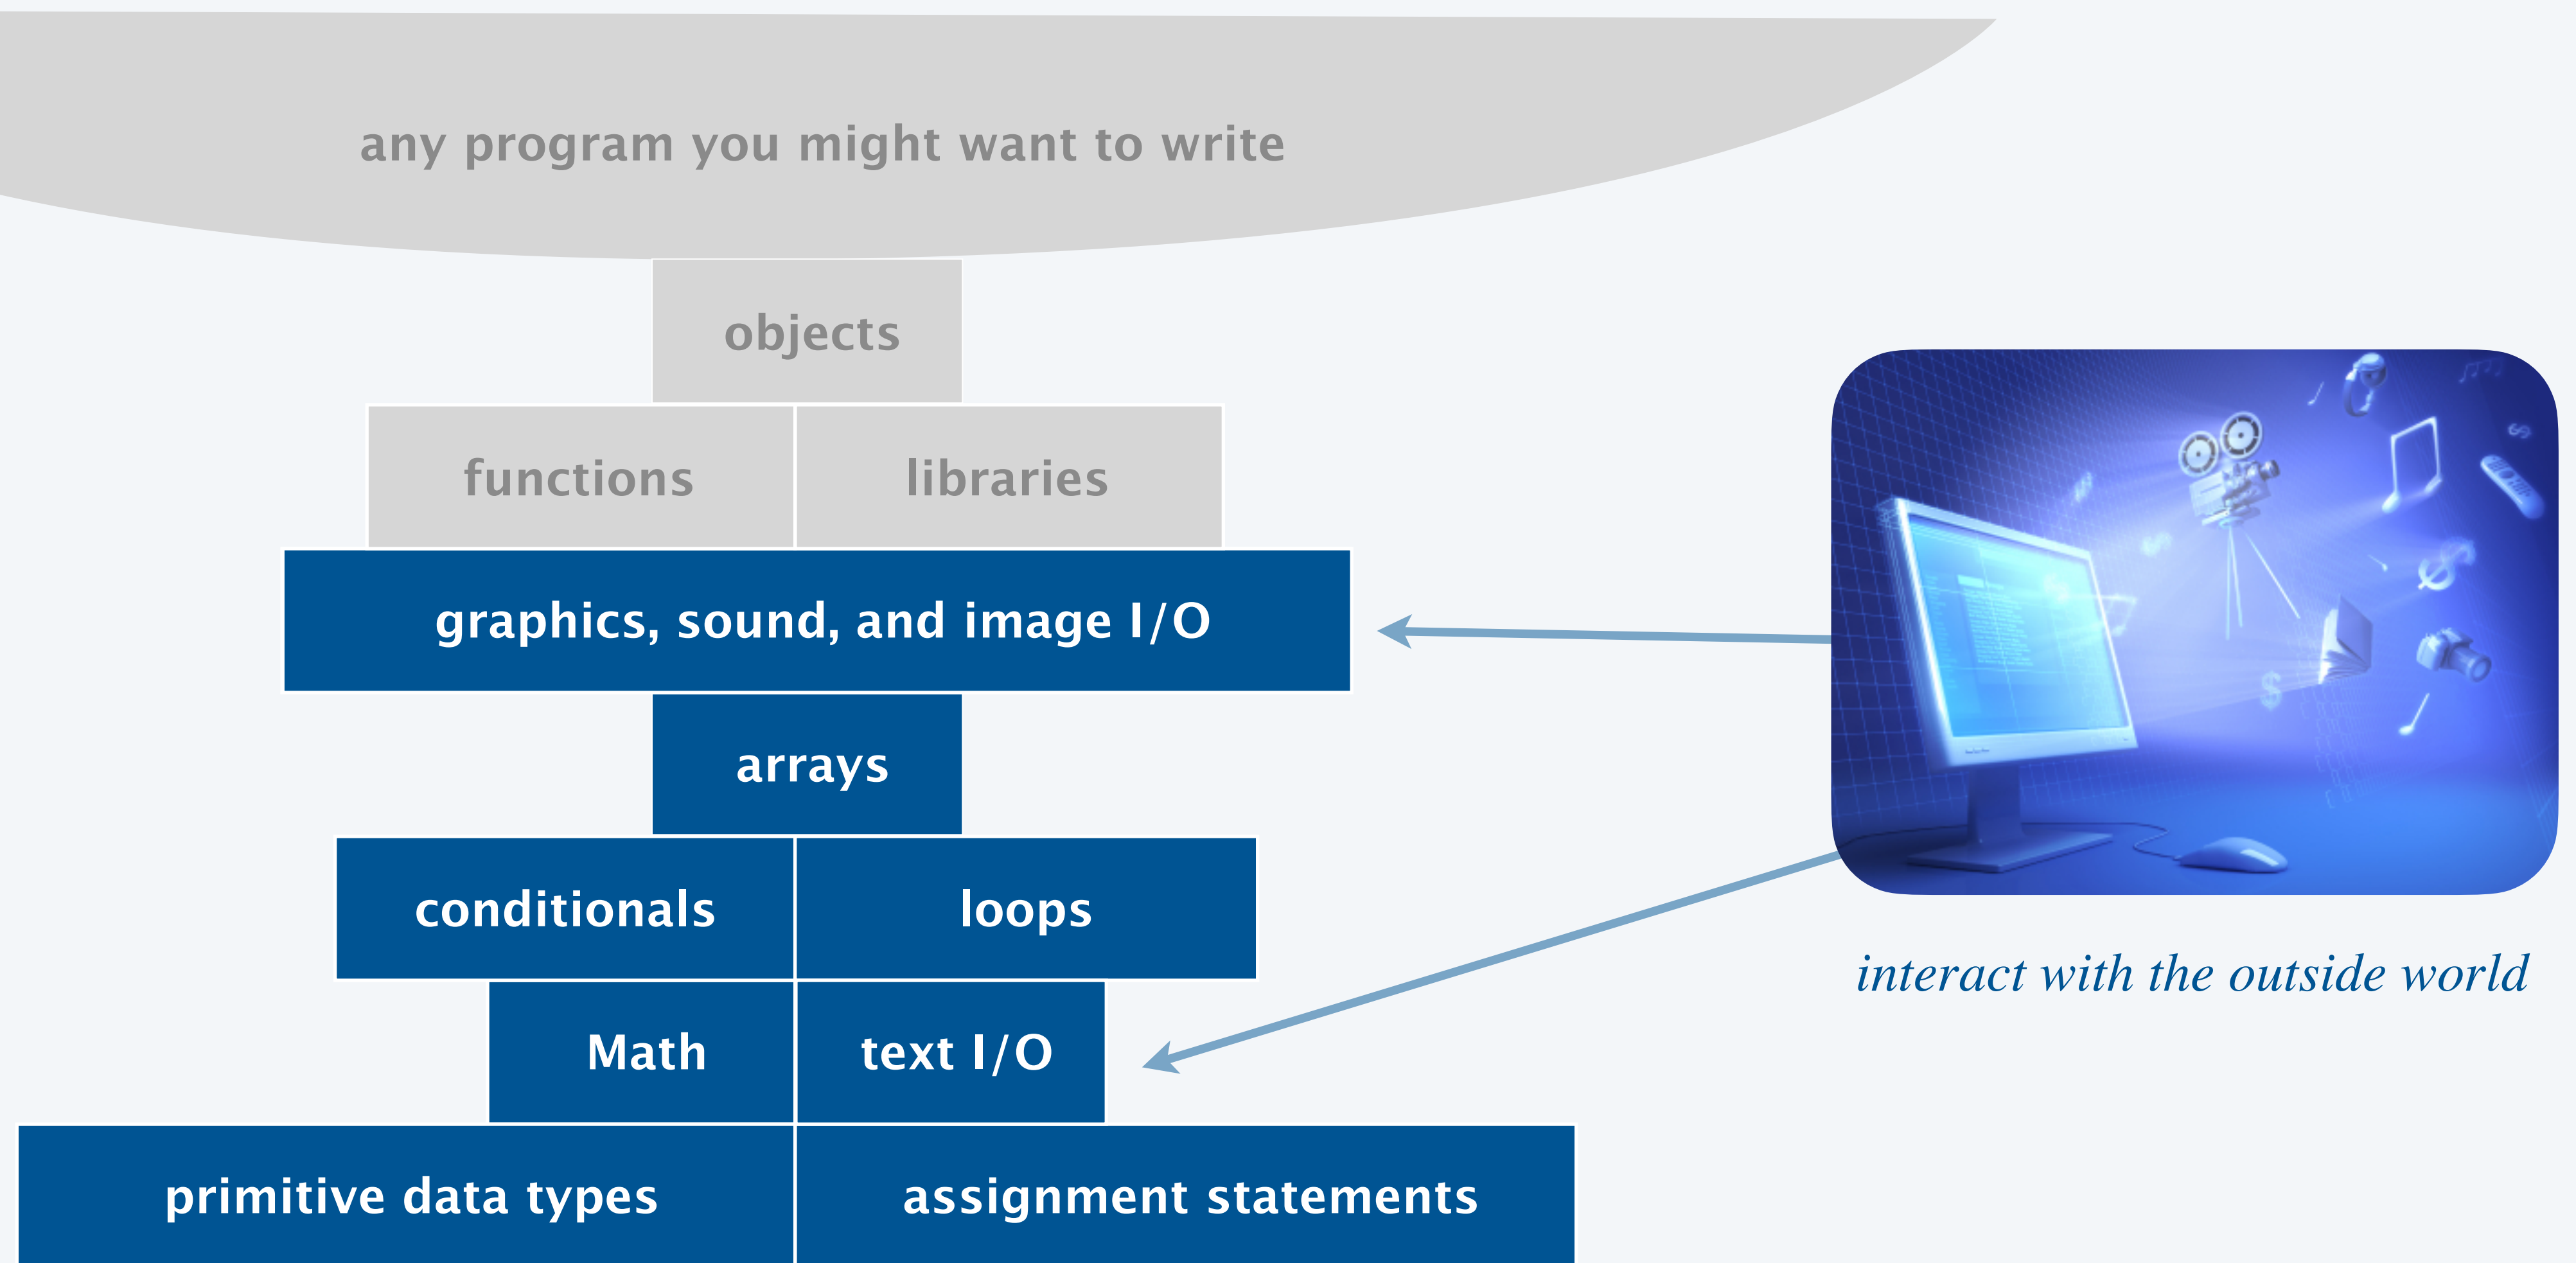 any program you might want to write
objects
functions
libraries
graphics, sound, and image I/O
arrays
conditionals
loops
Math
text I/O
primitive data types
assignment statements
interact with the outside world